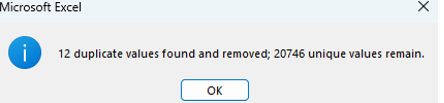 Microsoft Excel
12 duplicate values found and removed; 20746 unique values remain.
OK